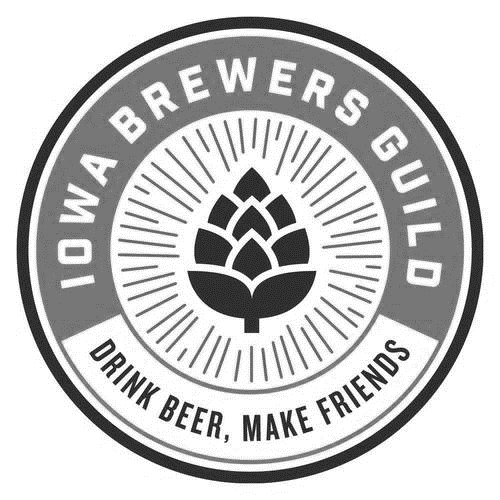 IOWA BREWERS GUILD
DRINK BEER, MAKE FRIENDS